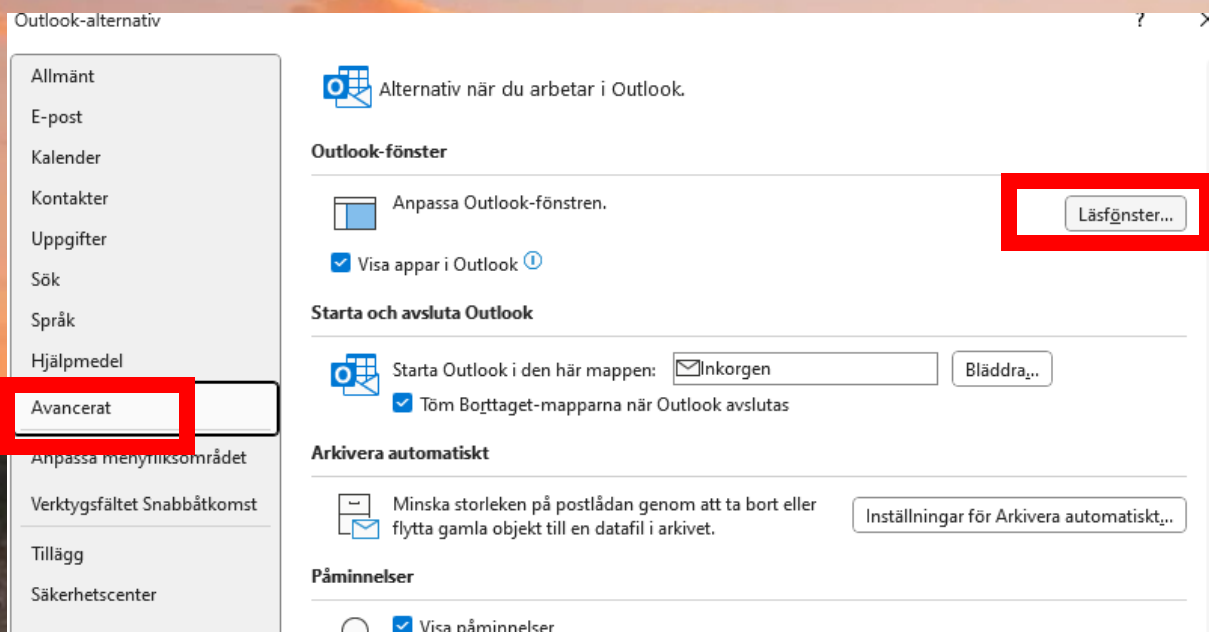 Outlook-alternativ
?
Allmänt
E-post
Kalender
Kontakter
Uppgifter
Sök
Språk
Hjälpmedel
Avancerat
Anpassa menyfliksområdet
Verktygsfältet Snabbåtkomst
Tillägg
Säkerhetscenter
Alternativ när du arbetar i Outlook.
Outlook-fönster
Anpassa Outlook-fönstren.
Läsfönster...
Visa appar i Outlook
Starta och avsluta Outlook
Starta Outlook i den här mappen:
Inkorgen
Bläddra...
Töm Borttaget-mapparna när Outlook avslutas
Arkivera automatiskt
Minska storleken på postlådan genom att ta bort eller
flytta gamla objekt till en datafil i arkivet.
Inställningar för Arkivera automatiskt...
Påminnelser
Visa påminnelser